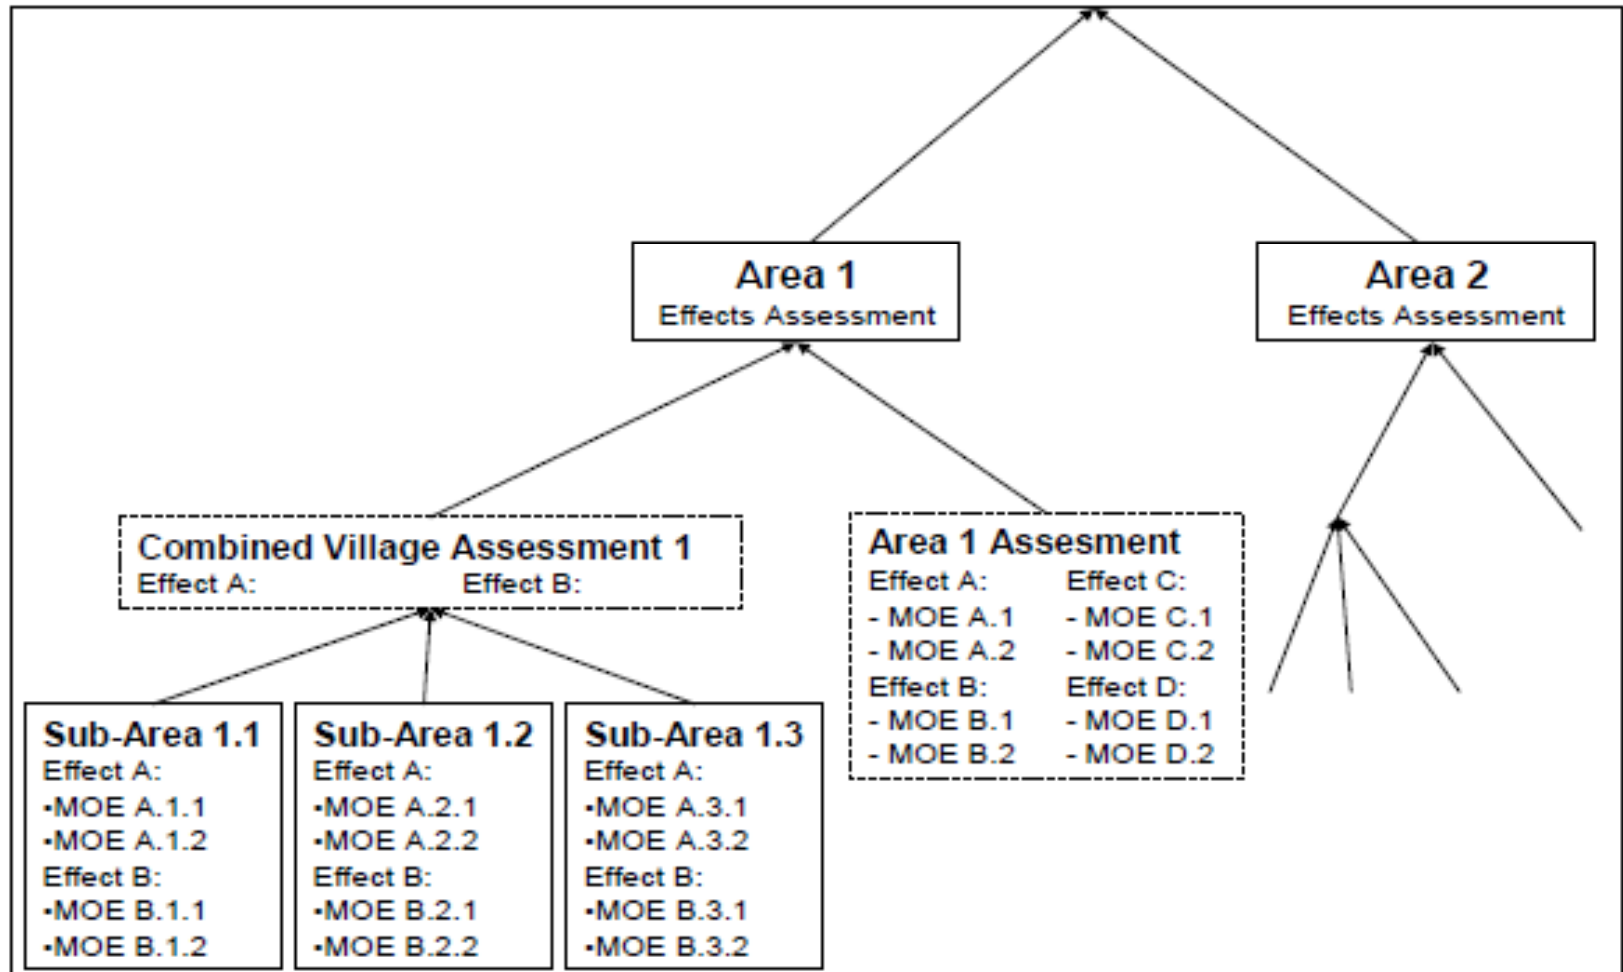 Area 1
Effects Assessment
Area 2
Effects Assessment
Combined Village Assessment 1
Effect A: Effect B:
Area 1 Assesment
Effect A: Effect C:
- MOE A.1 - MOE C.1
- MOE A.2 - MOE C.2
Effect B: Effect D:
- MOE B.1 - MOE D.1
- MOE B.2 - MOE D.2
Sub-Area 1.1
Effect A:
▪MOE A.1.1
▪MOE A.1.2
Effect B:
▪MOE B.1.1
▪MOE B.1.2
Sub-Area 1.2
Effect A:
▪MOE A.2.1
▪MOE A.2.2
Effect B:
▪MOE B.2.1
▪MOE B.2.2
Sub-Area 1.3
Effect A:
▪MOE A.3.1
▪MOE A.3.2
Effect B:
▪MOE B.3.1
▪MOE B.3.2